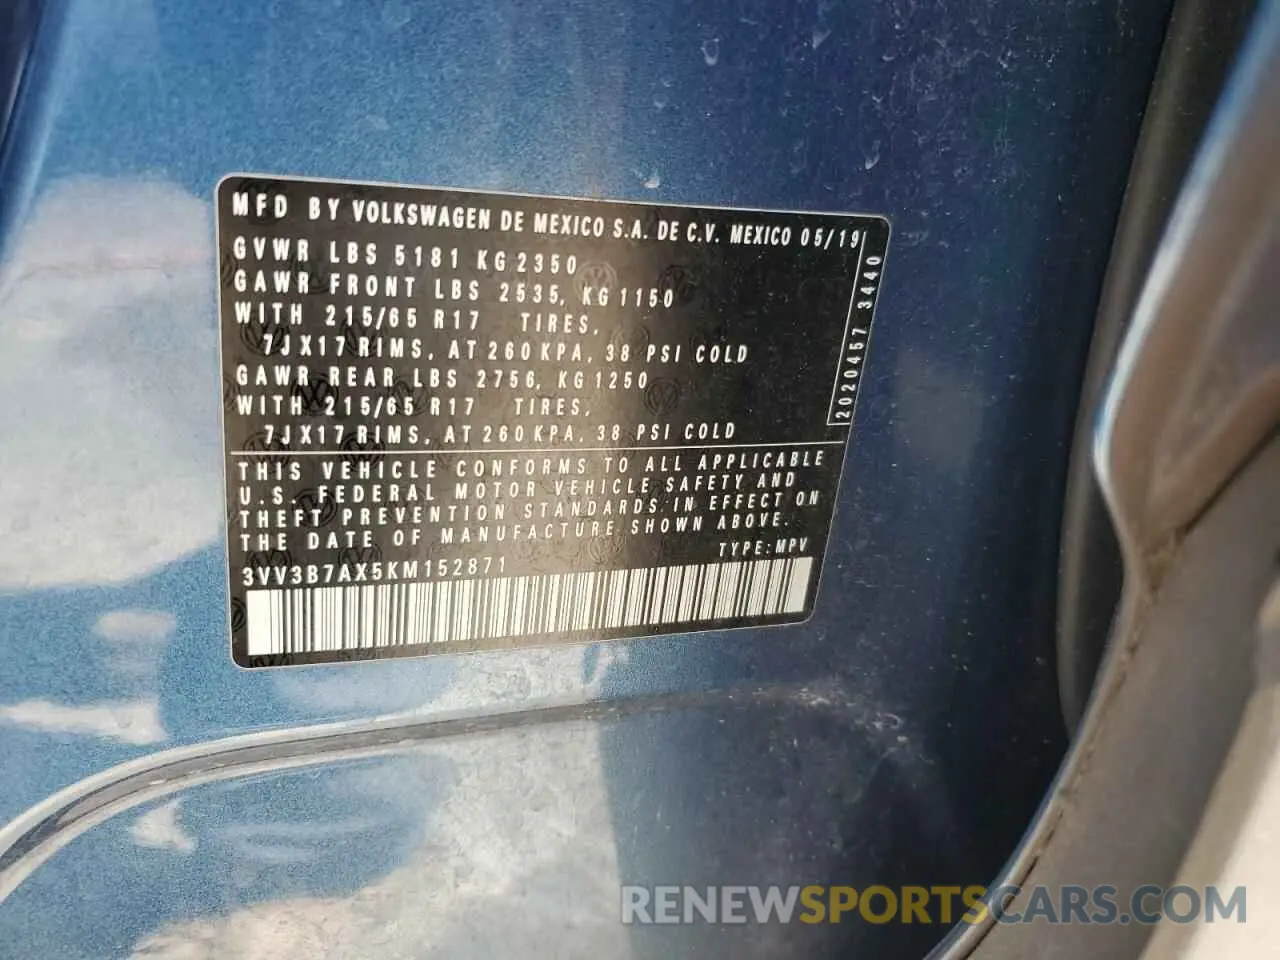 MFD BY VOLKSWAGEN DE MEXICO S.A. DE C.V. MEXICO 05/19
GVWR LBS 5181 KG 2350
GAWR FRONT LBS 2535, KG 1150
WITH 215/65 R17 TIRES,
7JX17 RIMS, AT 260 KPA, 38 PSI COLD
GAWR REAR LBS 2756, KG 1250
WITH 215/65 R17 TIRES,
7JX17 RIMS, AT 260 KPA, 38 PSI COLD
2020457 3440
THIS VEHICLE CONFORMS TO ALL APPLICABLE
U.S. FEDERAL MOTOR VEHICLE SAFETY AND
THEFT PREVENTION STANDARDS IN EFFECT ON
THE DATE OF MANUFACTURE SHOWN ABOVE.
3VV3B7AX5KM152871 TYPE: MPV
RENEWSPORTSCARS.COM